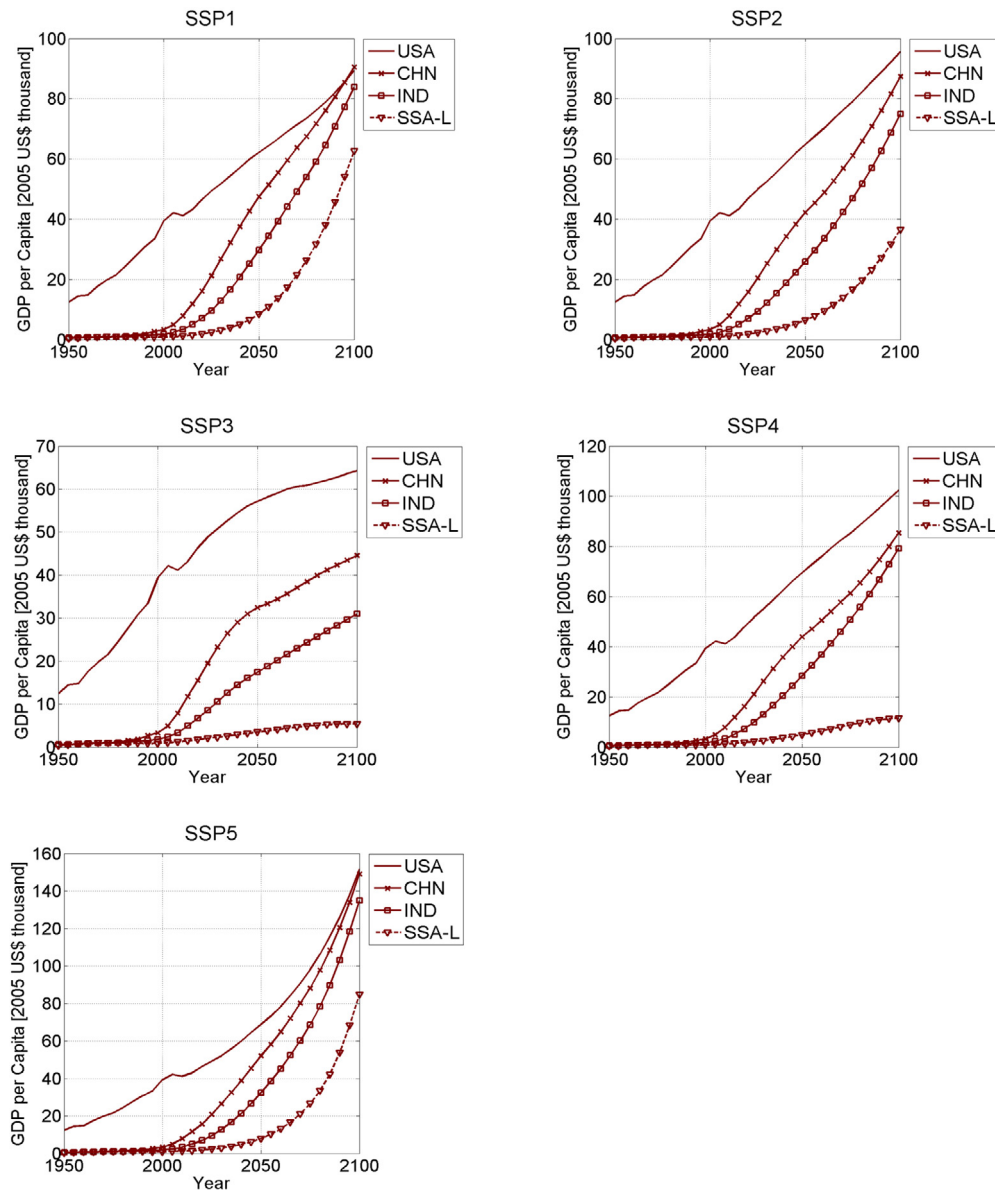 SSP1
GDP per Capita [2005 US$ thousand]
100
80
60
40
20
0
1950
2000
2050
2100
Year
USA
CHN
IND
SSA-L
SSP2
GDP per Capita [2005 US$ thousand]
100
80
60
40
20
0
1950
2000
2050
2100
Year
USA
CHN
IND
SSA-L
SSP3
GDP per Capita [2005 US$ thousand]
70
60
50
40
30
20
10
0
1950
2000
2050
2100
Year
USA
CHN
IND
SSA-L
SSP4
GDP per Capita [2005 US$ thousand]
120
100
80
60
40
20
0
1950
2000
2050
2100
Year
USA
CHN
IND
SSA-L
SSP5
GDP per Capita [2005 US$ thousand]
160
140
120
100
80
60
40
20
0
1950
2000
2050
2100
Year
USA
CHN
IND
SSA-L